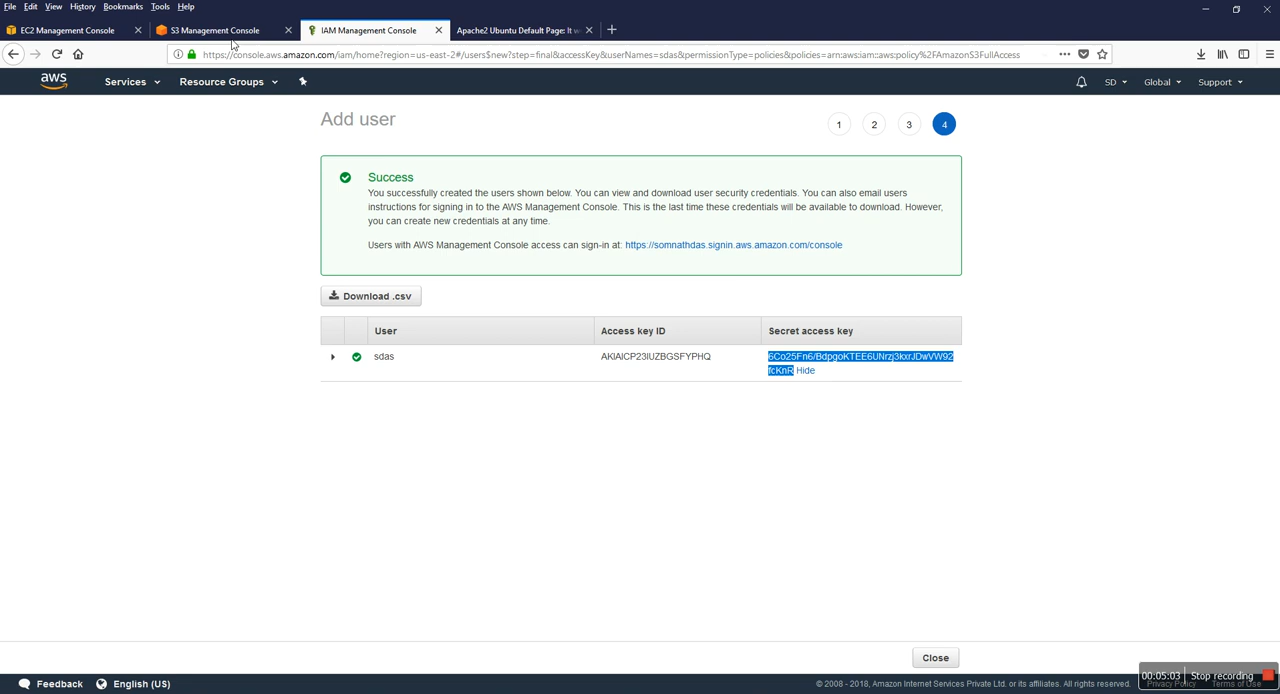 File Edit View History Bookmarks Tools Help
EC2 Management Console
S3 Management Console
IAM Management Console
Apache2 Ubuntu Default Page: It
https://console.aws.amazon.com/iam/home?region=us-east-2#/users$new?step=final&accessKey&userNames=sdas&permissionType=policies&policies=arn:aws:iam::aws:policy%2FAmazonS3FullAccess
aws Services Resource Groups SD Global Support
Add user
1 2 3 4
Success
You successfully created the users shown below. You can view and download user security credentials. You can also email users
instructions for signing in to the AWS Management Console. This is the last time these credentials will be available to download. However,
you can create new credentials at any time.
Users with AWS Management Console access can sign-in at: https://somnathdas.signin.aws.amazon.com/console
Download .csv
User Access key ID Secret access key
sdas AKIAICP23IUZBGSFYPHQ
Hide
Close
00:05:03 Stop recording
Feedback English (US) © 2008 - 2018, Amazon Internet Services Private Ltd. or its affiliates. All rights reserved. Privacy Policy Terms of Use